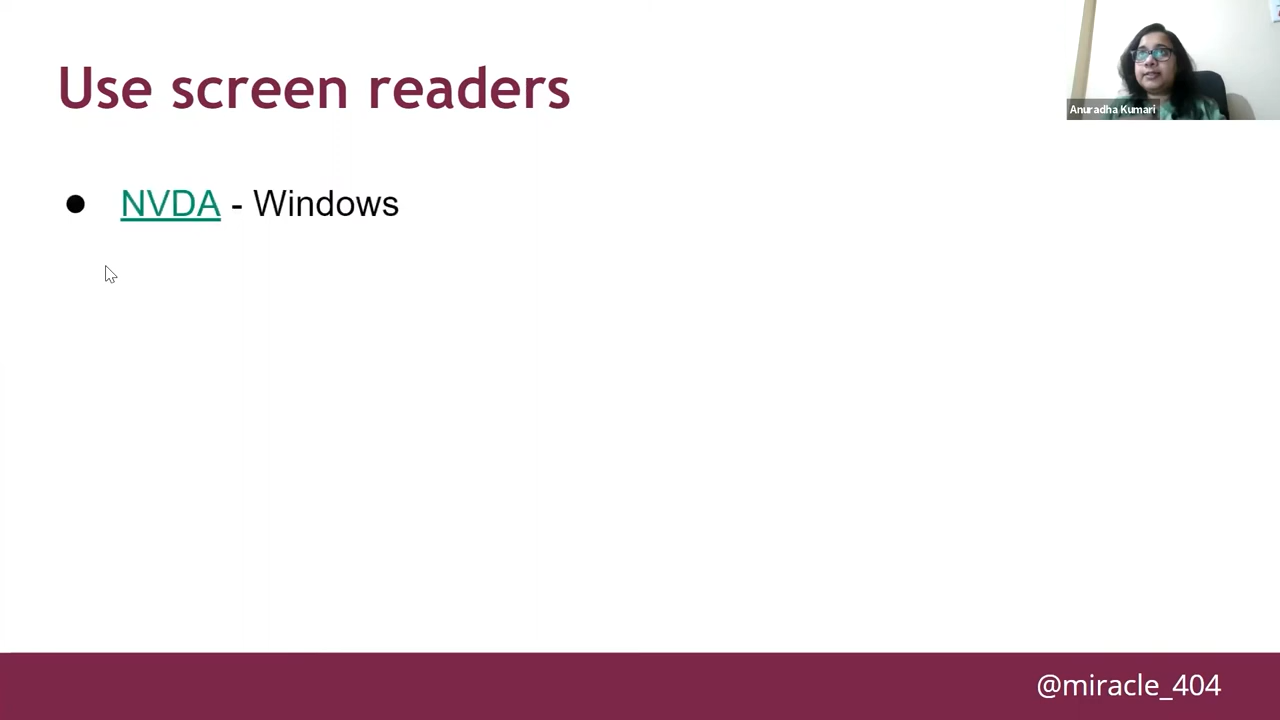 Use screen readers
Anuradha Kumari
● NVDA - Windows
@miracle_404